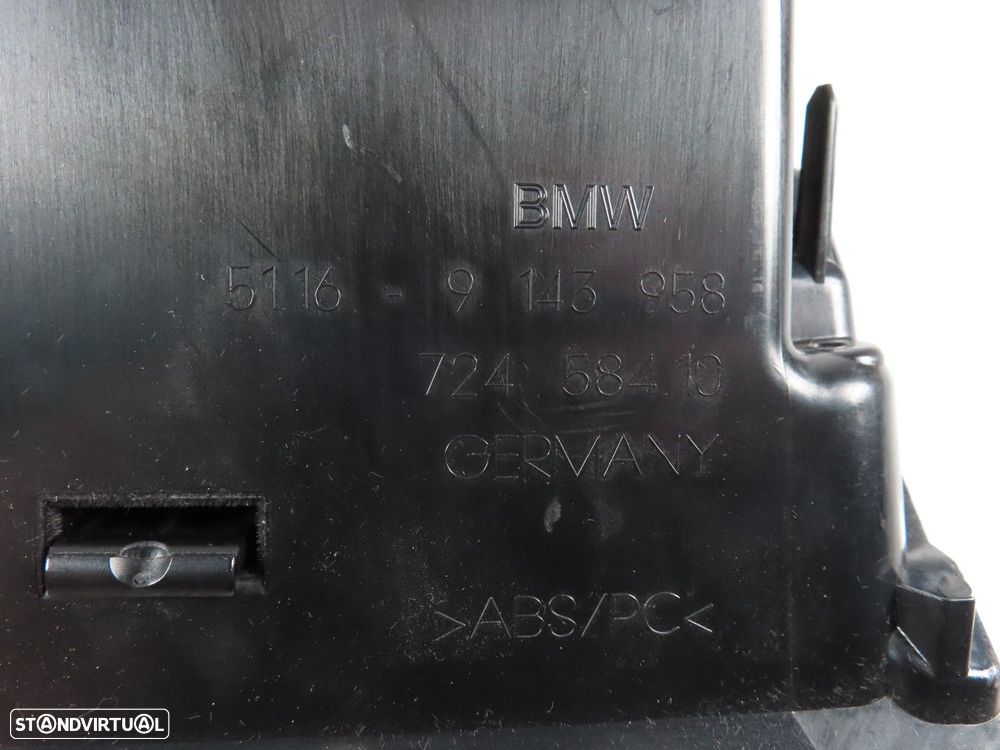 BMW
5116 - 9 143 958
724 584 10
GERMANY
>ABS/PC<
STANDVIRTUAL